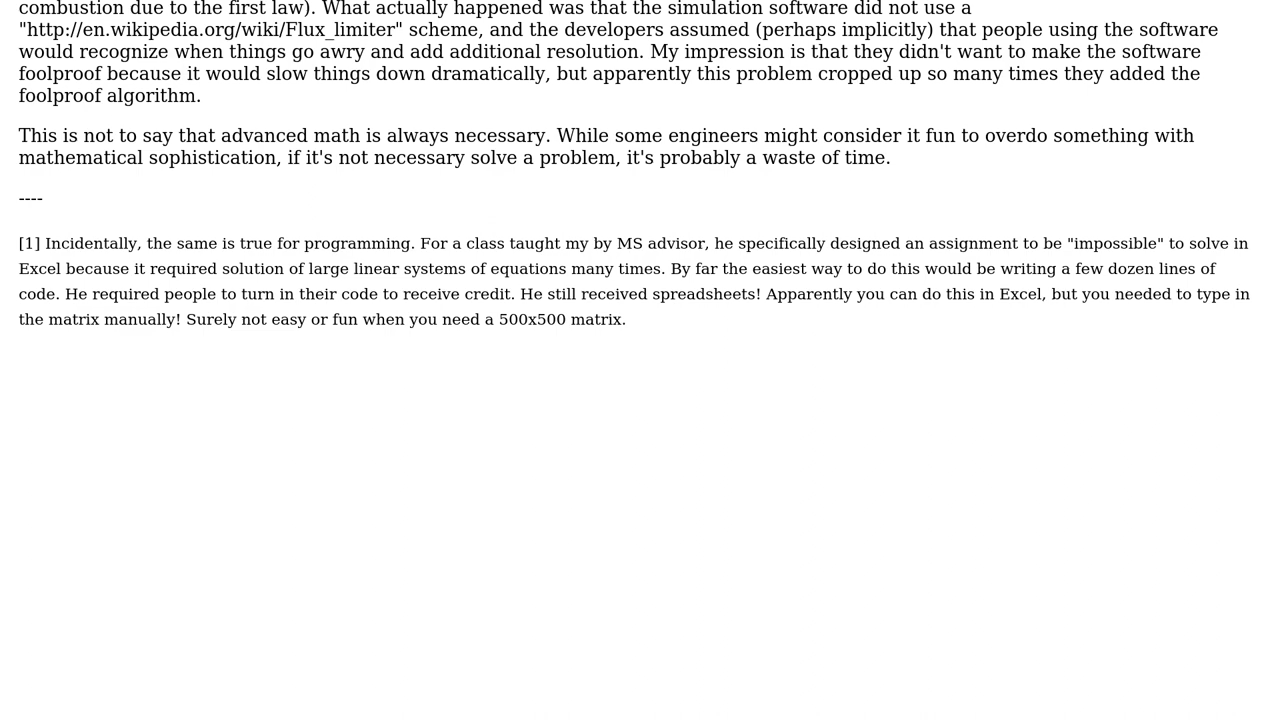 combustion due to the first law). What actually happened was that the simulation software did not use a
"http://en.wikipedia.org/wiki/Flux_limiter" scheme, and the developers assumed (perhaps implicitly) that people using the software
would recognize when things go awry and add additional resolution. My impression is that they didn't want to make the software
foolproof because it would slow things down dramatically, but apparently this problem cropped up so many times they added the
foolproof algorithm.
This is not to say that advanced math is always necessary. While some engineers might consider it fun to overdo something with
mathematical sophistication, if it's not necessary solve a problem, it's probably a waste of time.
----
[1] Incidentally, the same is true for programming. For a class taught my by MS advisor, he specifically designed an assignment to be "impossible" to solve in
Excel because it required solution of large linear systems of equations many times. By far the easiest way to do this would be writing a few dozen lines of
code. He required people to turn in their code to receive credit. He still received spreadsheets! Apparently you can do this in Excel, but you needed to type in
the matrix manually! Surely not easy or fun when you need a 500x500 matrix.